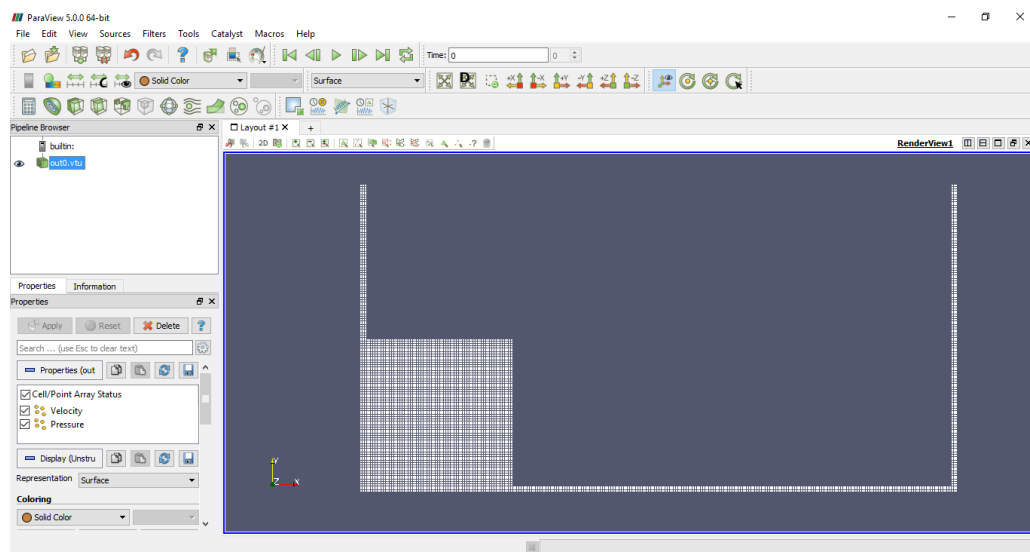 ParaView 5.0.0 64-bit
File Edit View Sources Filters Tools Catalyst Macros Help
Time: 0 0
Solid Color Surface
Pipeline Browser
Layout #1 X +
builtin:
2D
RenderView1
out0.vtu
Properties Information
Properties
Apply Reset Delete ?
Search ... (use Esc to clear text)
Properties (out
Cell/Point Array Status
Velocity
Pressure
Display (Unstru
Representation Surface
Coloring
Solid Color
Y
Z X